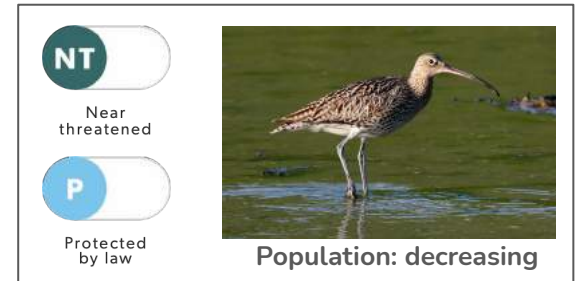 NT
Near
threatened
P
Protected
by law
Population: decreasing